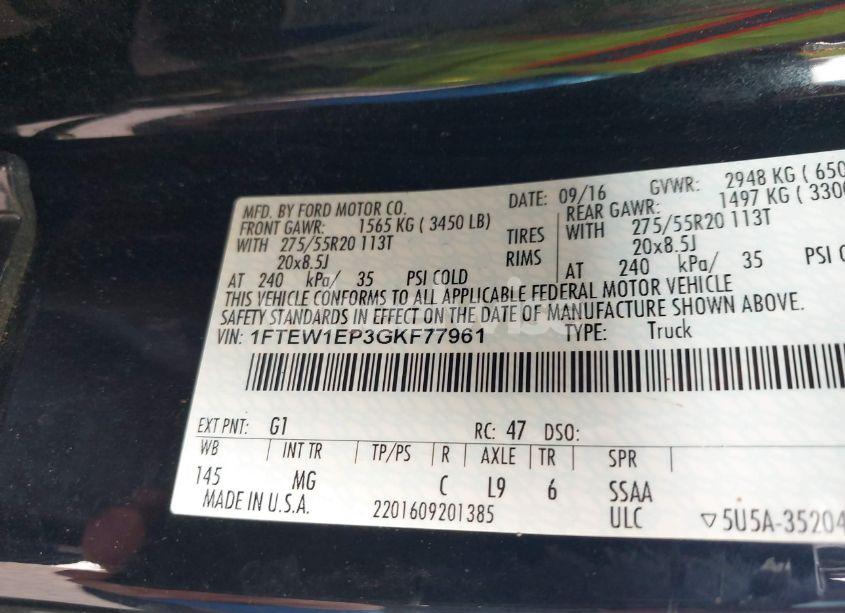 MFD. BY FORD MOTOR CO.
DATE: 09/16 GVWR: 2948 KG ( 650
FRONT GAWR: 1565 KG ( 3450 LB)
REAR GAWR: 1497 KG ( 3300
WITH 275/55R20 113T TIRES WITH 275/55R20 113T
20x8.5J RIMS 20x8.5J
AT 240 kPa/ 35 PSI COLD AT 240 kPa/ 35 PSI C
THIS VEHICLE CONFORMS TO ALL APPLICABLE FEDERAL MOTOR VEHICLE
SAFETY STANDARDS IN EFFECT ON THE DATE OF MANUFACTURE SHOWN ABOVE.
VIN: 1FTEW1EP3GKF77961 TYPE: Truck
EXT PNT: G1 RC: 47 DSO:
WB INT TR TP/PS R AXLE TR SPR
145 MG C L9 6 SSAA
MADE IN U.S.A. 2201609201385 ULC ▽5U5A-35204